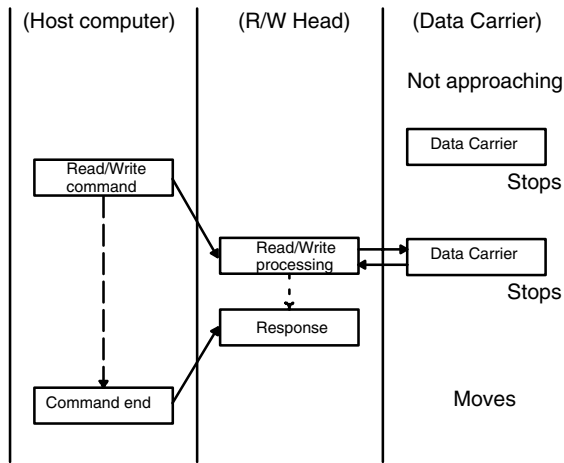 (Host computer)
(R/W Head)
(Data Carrier)
Not approaching
Data Carrier
Stops
Read/Write
command
Read/Write
processing
Data Carrier
Stops
Response
Command end
Moves